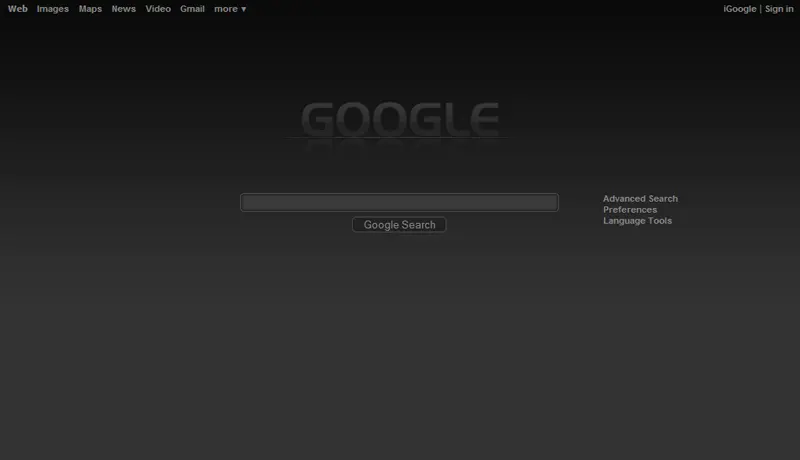 Web Images Maps News Video Gmail more ▼
iGoogle | Sign in
GOOGLE
Advanced Search
Preferences
Language Tools
Google Search